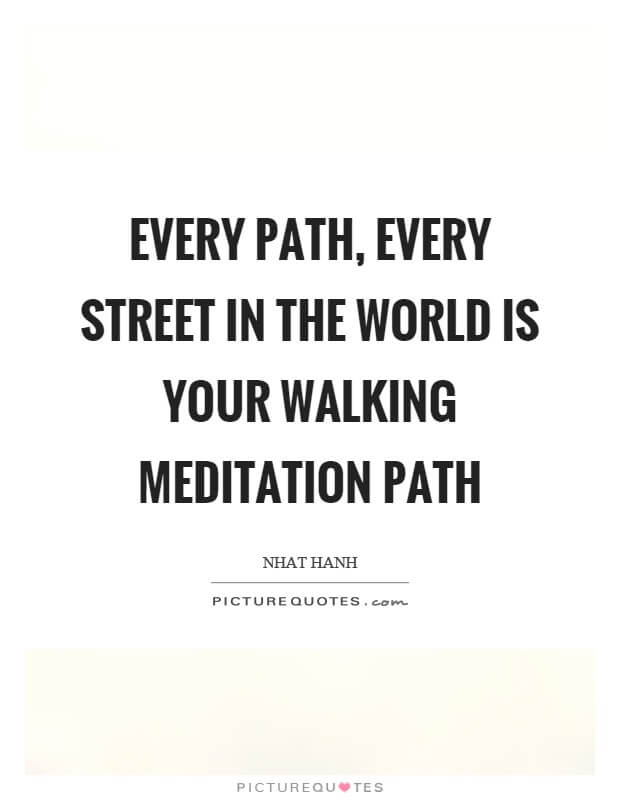 EVERY PATH, EVERY
STREET IN THE WORLD IS
YOUR WALKING
MEDITATION PATH
NHAT HANH
PICTUREQUOTES.com
PICTUREQUOTES